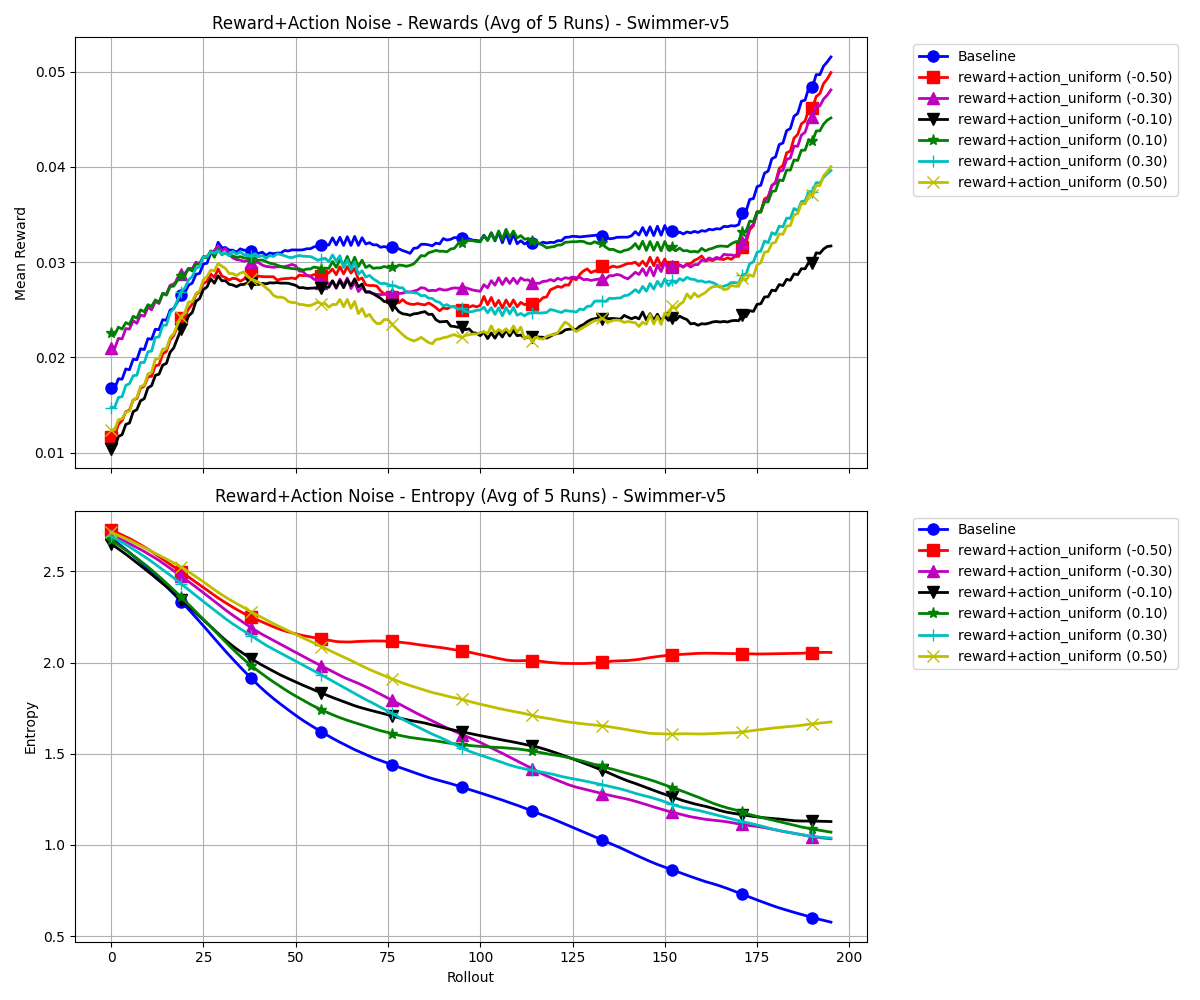 Reward+Action Noise - Rewards (Avg of 5 Runs) - Swimmer-v5
Mean Reward
0.05
0.04
0.03
0.02
0.01
Baseline
reward+action_uniform (-0.50)
reward+action_uniform (-0.30)
reward+action_uniform (-0.10)
reward+action_uniform (0.10)
reward+action_uniform (0.30)
reward+action_uniform (0.50)
Reward+Action Noise - Entropy (Avg of 5 Runs) - Swimmer-v5
Entropy
2.5
2.0
1.5
1.0
0.5
0 25 50 75 100 125 150 175 200
Rollout
Baseline
reward+action_uniform (-0.50)
reward+action_uniform (-0.30)
reward+action_uniform (-0.10)
reward+action_uniform (0.10)
reward+action_uniform (0.30)
reward+action_uniform (0.50)